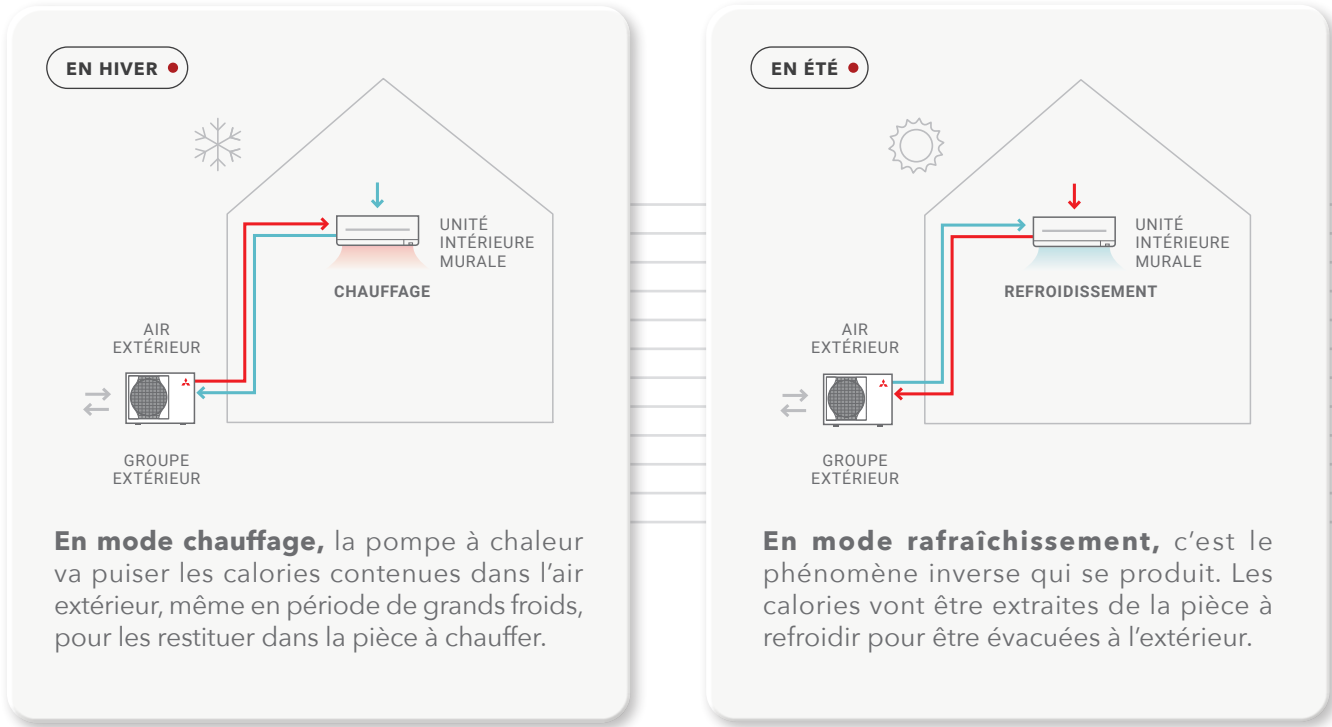 EN HIVER
UNITÉ
INTÉRIEURE
MURALE
CHAUFFAGE
AIR
EXTÉRIEUR
GROUPE
EXTÉRIEUR
En mode chauffage, la pompe à chaleur
va puiser les calories contenues dans l’air
extérieur, même en période de grands froids,
pour les restituer dans la pièce à chauffer.
EN ÉTÉ
UNITÉ
INTÉRIEURE
MURALE
REFROIDISSEMENT
AIR
EXTÉRIEUR
GROUPE
EXTÉRIEUR
En mode rafraîchissement, c’est le
phénomène inverse qui se produit. Les
calories vont être extraites de la pièce à
refroidir pour être évacuées à l’extérieur.